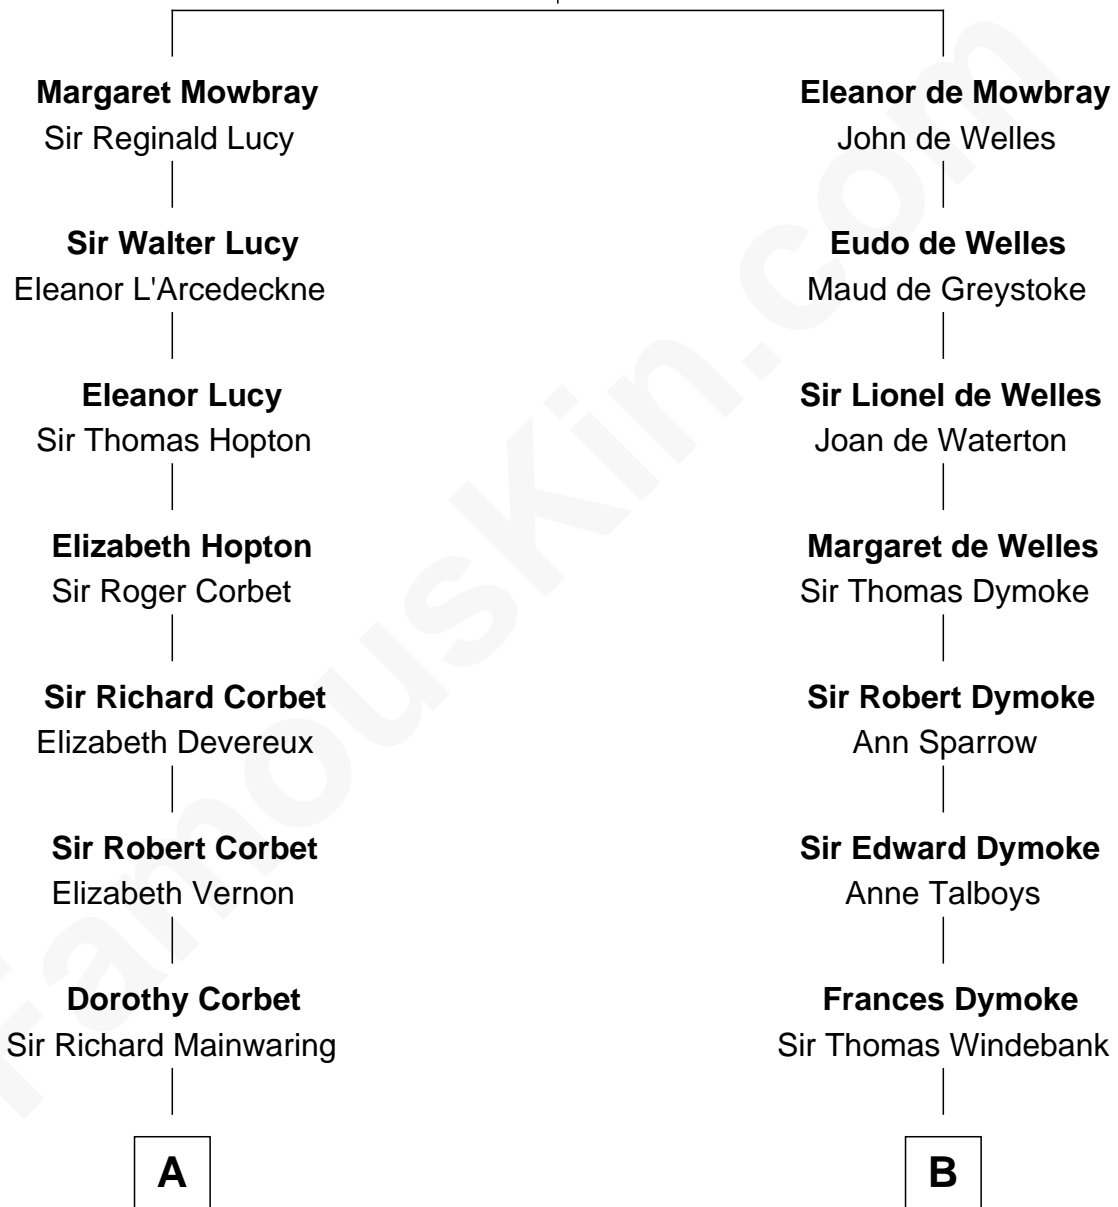 Margaret Mowbray
Sir Reginald Lucy
Sir Walter Lucy
Eleanor L'Arcedeckne
Eleanor Lucy
Sir Thomas Hopton
Elizabeth Hopton
Sir Roger Corbet
Sir Richard Corbet
Elizabeth Devereux
Sir Robert Corbet
Elizabeth Vernon
Dorothy Corbet
Sir Richard Mainwaring
A
Eleanor de Mowbray
John de Welles
Eudo de Welles
Maud de Greystoke
Sir Lionel de Welles
Joan de Waterton
Margaret de Welles
Sir Thomas Dymoke
Sir Robert Dymoke
Ann Sparrow
Sir Edward Dymoke
Anne Talboys
Frances Dymoke
Sir Thomas Windebank
B
FamousKin.com